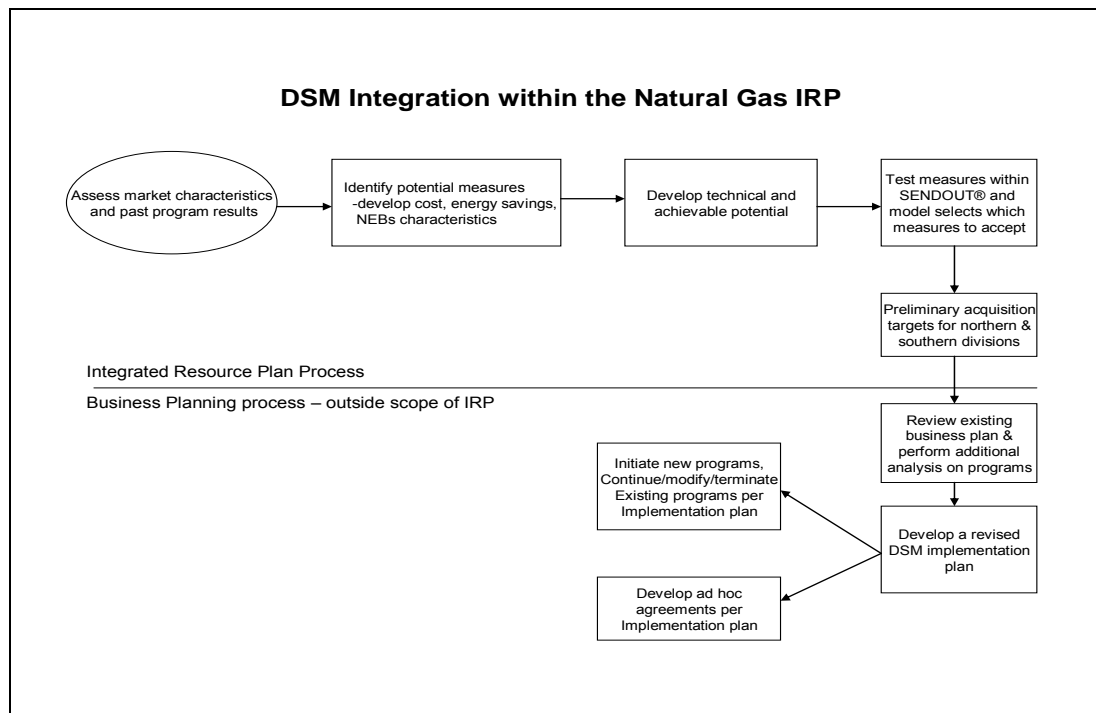 DSM Integration within the Natural Gas IRP
Assess market characteristics
and past program results
Identify potential measures
-develop cost, energy savings,
NEBs characteristics
Develop technical and
achievable potential
Test measures within
SENDOUT® and
model selects which
measures to accept
Preliminary acquisition
targets for northern &
southern divisions
Integrated Resource Plan Process
Business Planning process – outside scope of IRP
Review existing
business plan &
perform additional
analysis on programs
Initiate new programs,
Continue/modify/terminate
Existing programs per
Implementation plan
Develop a revised
DSM implementation
plan
Develop ad hoc
agreements per
Implementation plan